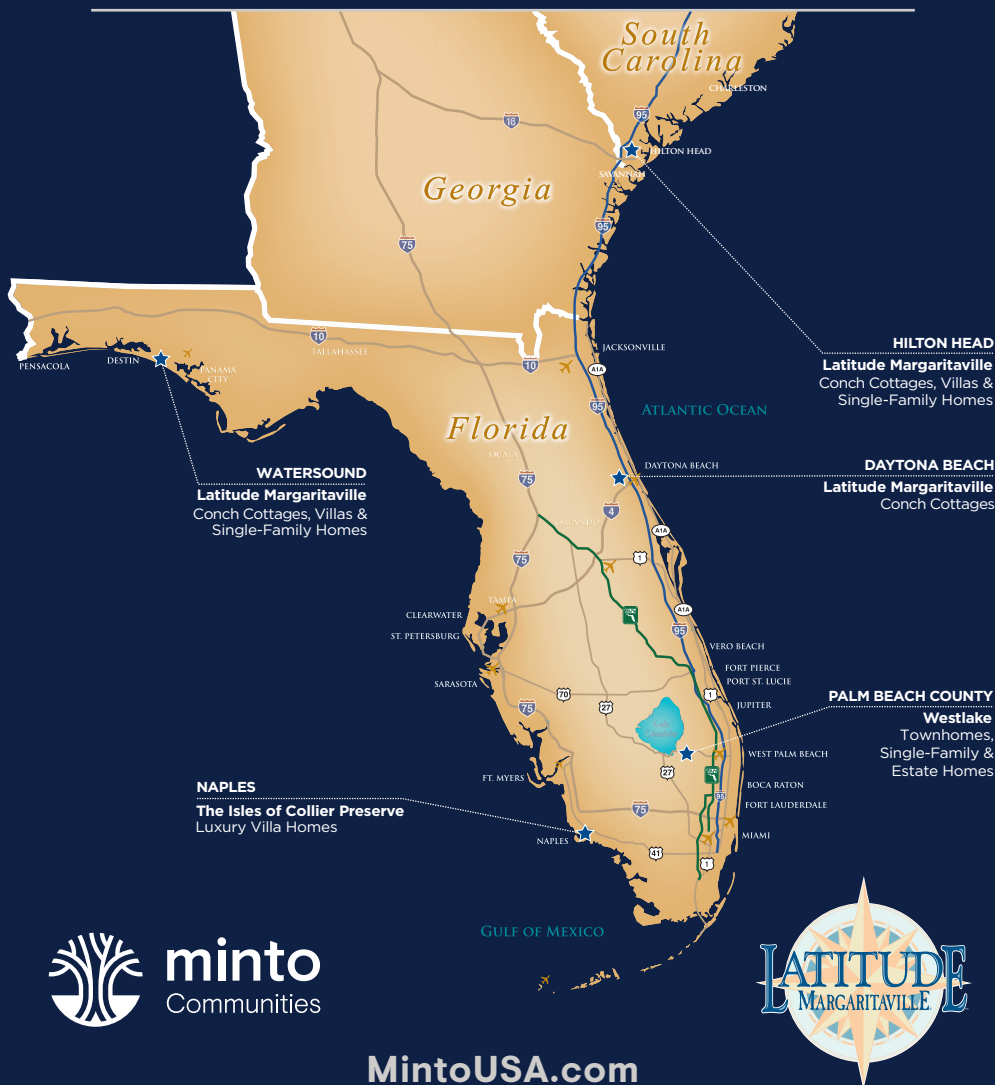 South
Carolina
CHARLESTON
95
16
HILTON HEAD
SAVANNAH
Georgia
95
75
10
TALLAHASSEE
JACKSONVILLE
PENSACOLA
DESTIN
PANAMA
CITY
10
A1A
95
HILTON HEAD
Latitude Margaritaville
Conch Cottages, Villas &
Single-Family Homes
ATLANTIC OCEAN
Florida
OCALA
DAYTONA BEACH
75
WATERSOUND
Latitude Margaritaville
Conch Cottages, Villas &
Single-Family Homes
DAYTONA BEACH
Latitude Margaritaville
Conch Cottages
4
ORLANDO
A1A
75
1
TAMPA
A1A
CLEARWATER
ST. PETERSBURG
95
VERO BEACH
FORT PIERCE
PORT ST. LUCIE
SARASOTA
70
27
1
75
JUPITER
PALM BEACH COUNTY
Westlake
Townhomes,
Single-Family &
Estate Homes
WEST PALM BEACH
27
FT. MYERS
BOCA RATON
95
FORT LAUDERDALE
75
NAPLES
The Isles of Collier Preserve
Luxury Villa Homes
MIAMI
NAPLES
41
1
GULF OF MEXICO
minto
Communities
LATITUDE
MARGARITAVILLE
MintoUSA.com